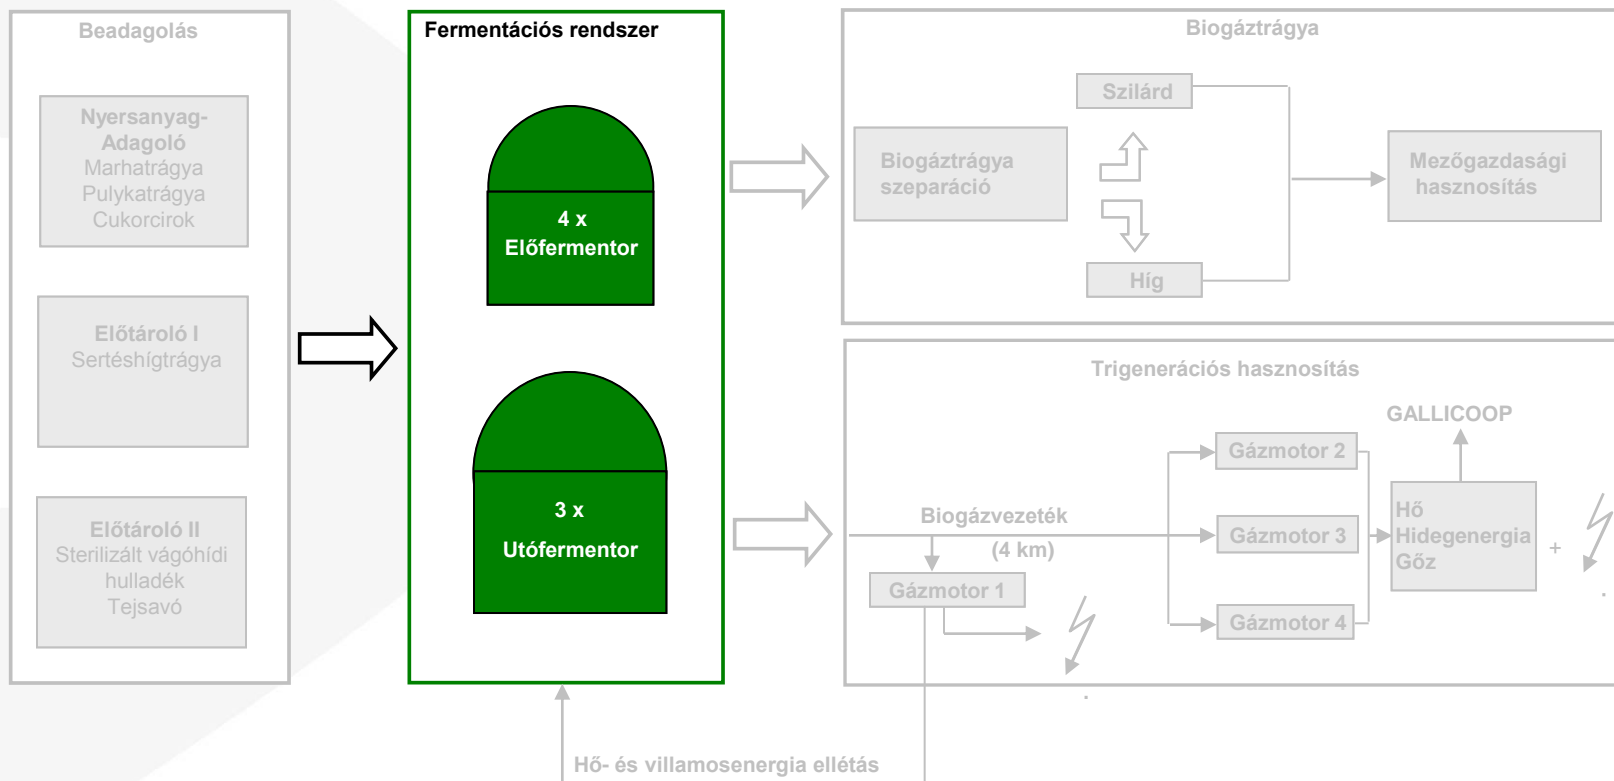 Beadagolás
Nyersanyag-
Adagoló
Marhatrágya
Pulykatrágya
Cukorcirok
Előtároló I
Sertéshígtrágya
Előtároló II
Sterilizált vágóhídi
hulladék
Tejsavó
Fermentációs rendszer
4 x
Előfermentor
3 x
Utófermentor
Biogáztrágya
Biogáztrágya
szeparáció
Szilárd
Híg
Mezőgazdasági
hasznosítás
Trigenerációs hasznosítás
GALLICOOP
Biogázvezeték
(4 km)
Gázmotor 1
Gázmotor 2
Gázmotor 3
Gázmotor 4
Hő
Hidegenergia
Gőz
+
.
.
Hő- és villamosenergia ellétás